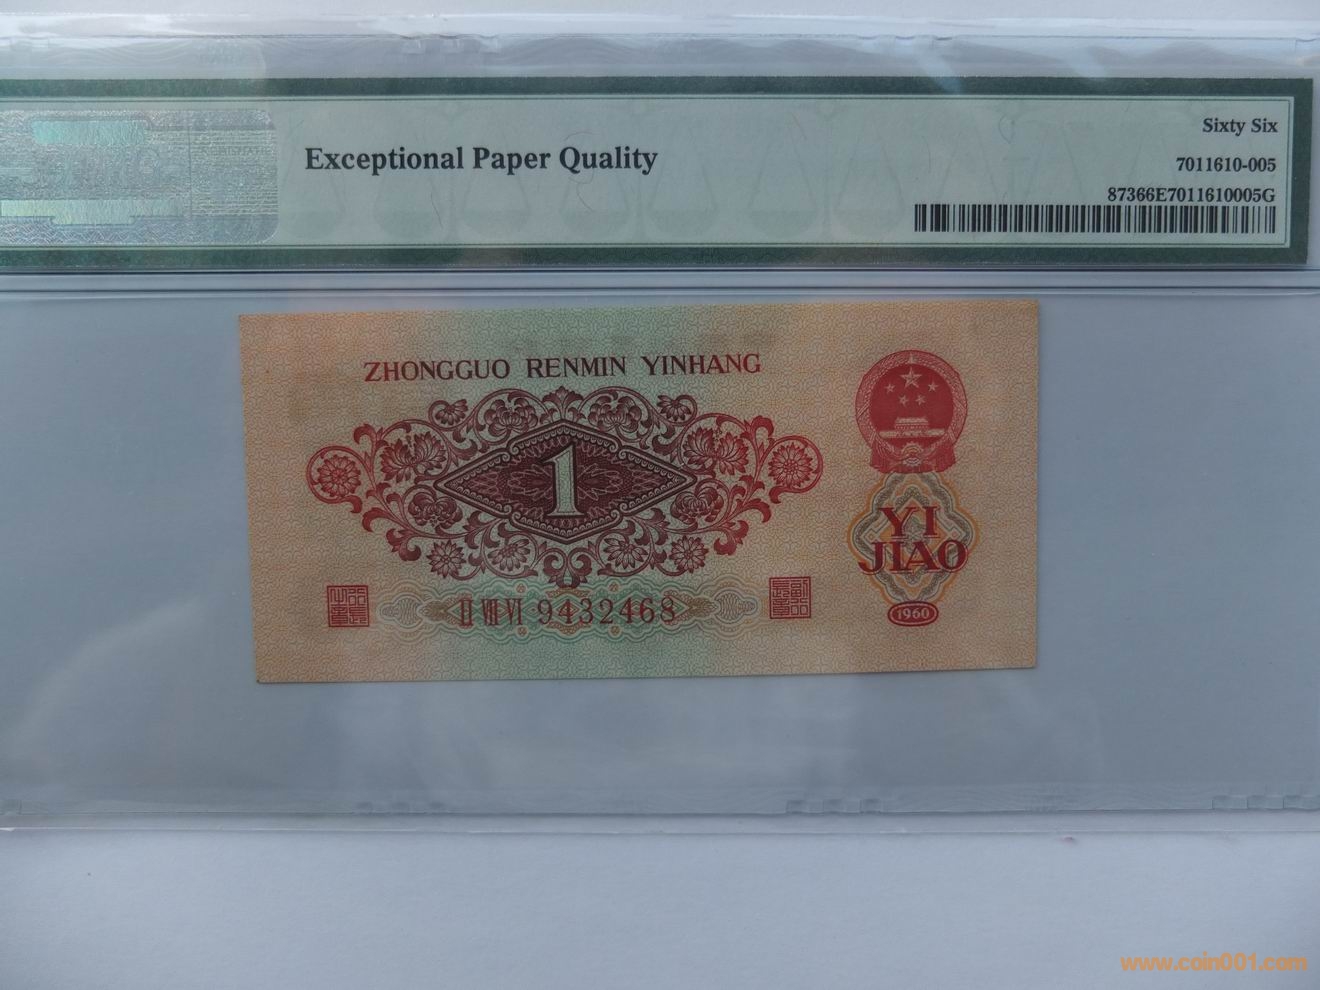 Sixty Six
Exceptional Paper Quality
7011610-005
87366E7011610005G
ZHONGGUO RENMIN YINHANG
1
YI
JIAO
II VIII VI 9432468
1960
www.coin001.com